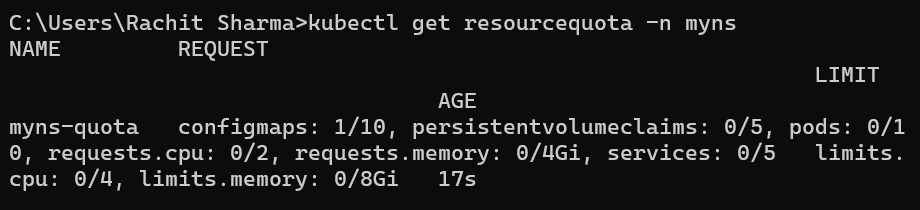 C:\Users\Rachit Sharma>kubectl get resourcequota -n myns
NAME         REQUEST
LIMIT
AGE
myns-quota   configmaps: 1/10, persistentvolumeclaims: 0/5, pods: 0/1
0, requests.cpu: 0/2, requests.memory: 0/4Gi, services: 0/5   limits.
cpu: 0/4, limits.memory: 0/8Gi   17s